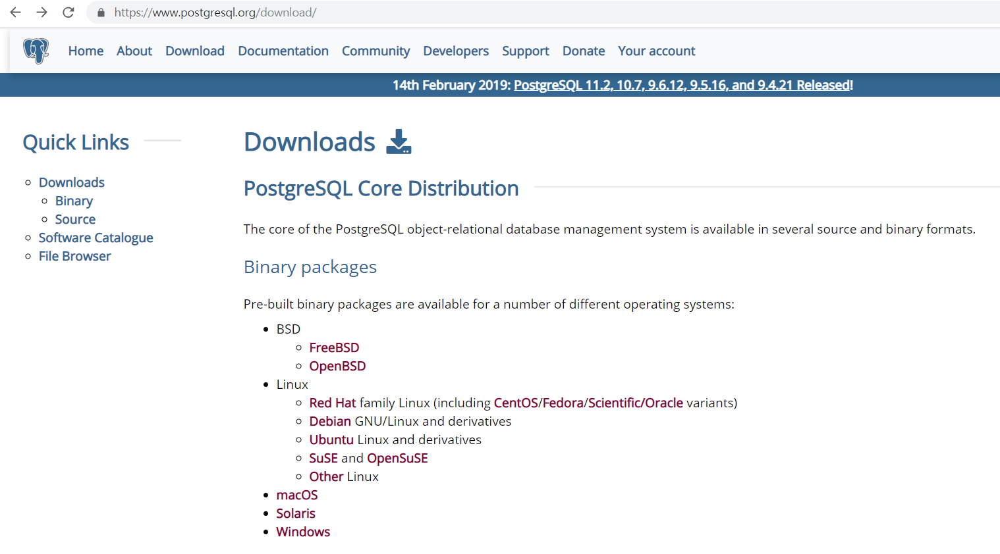 https://www.postgresql.org/download/
Home About Download Documentation Community Developers Support Donate Your account
14th February 2019: PostgreSQL 11.2, 10.7, 9.6.12, 9.5.16, and 9.4.21 Released!
Quick Links
Downloads
Binary
Source
Software Catalogue
File Browser
Downloads
PostgreSQL Core Distribution
The core of the PostgreSQL object-relational database management system is available in several source and binary formats.
Binary packages
Pre-built binary packages are available for a number of different operating systems:
BSD
FreeBSD
OpenBSD
Linux
Red Hat family Linux (including CentOS/Fedora/Scientific/Oracle variants)
Debian GNU/Linux and derivatives
Ubuntu Linux and derivatives
SuSE and OpenSuSE
Other Linux
macOS
Solaris
Windows